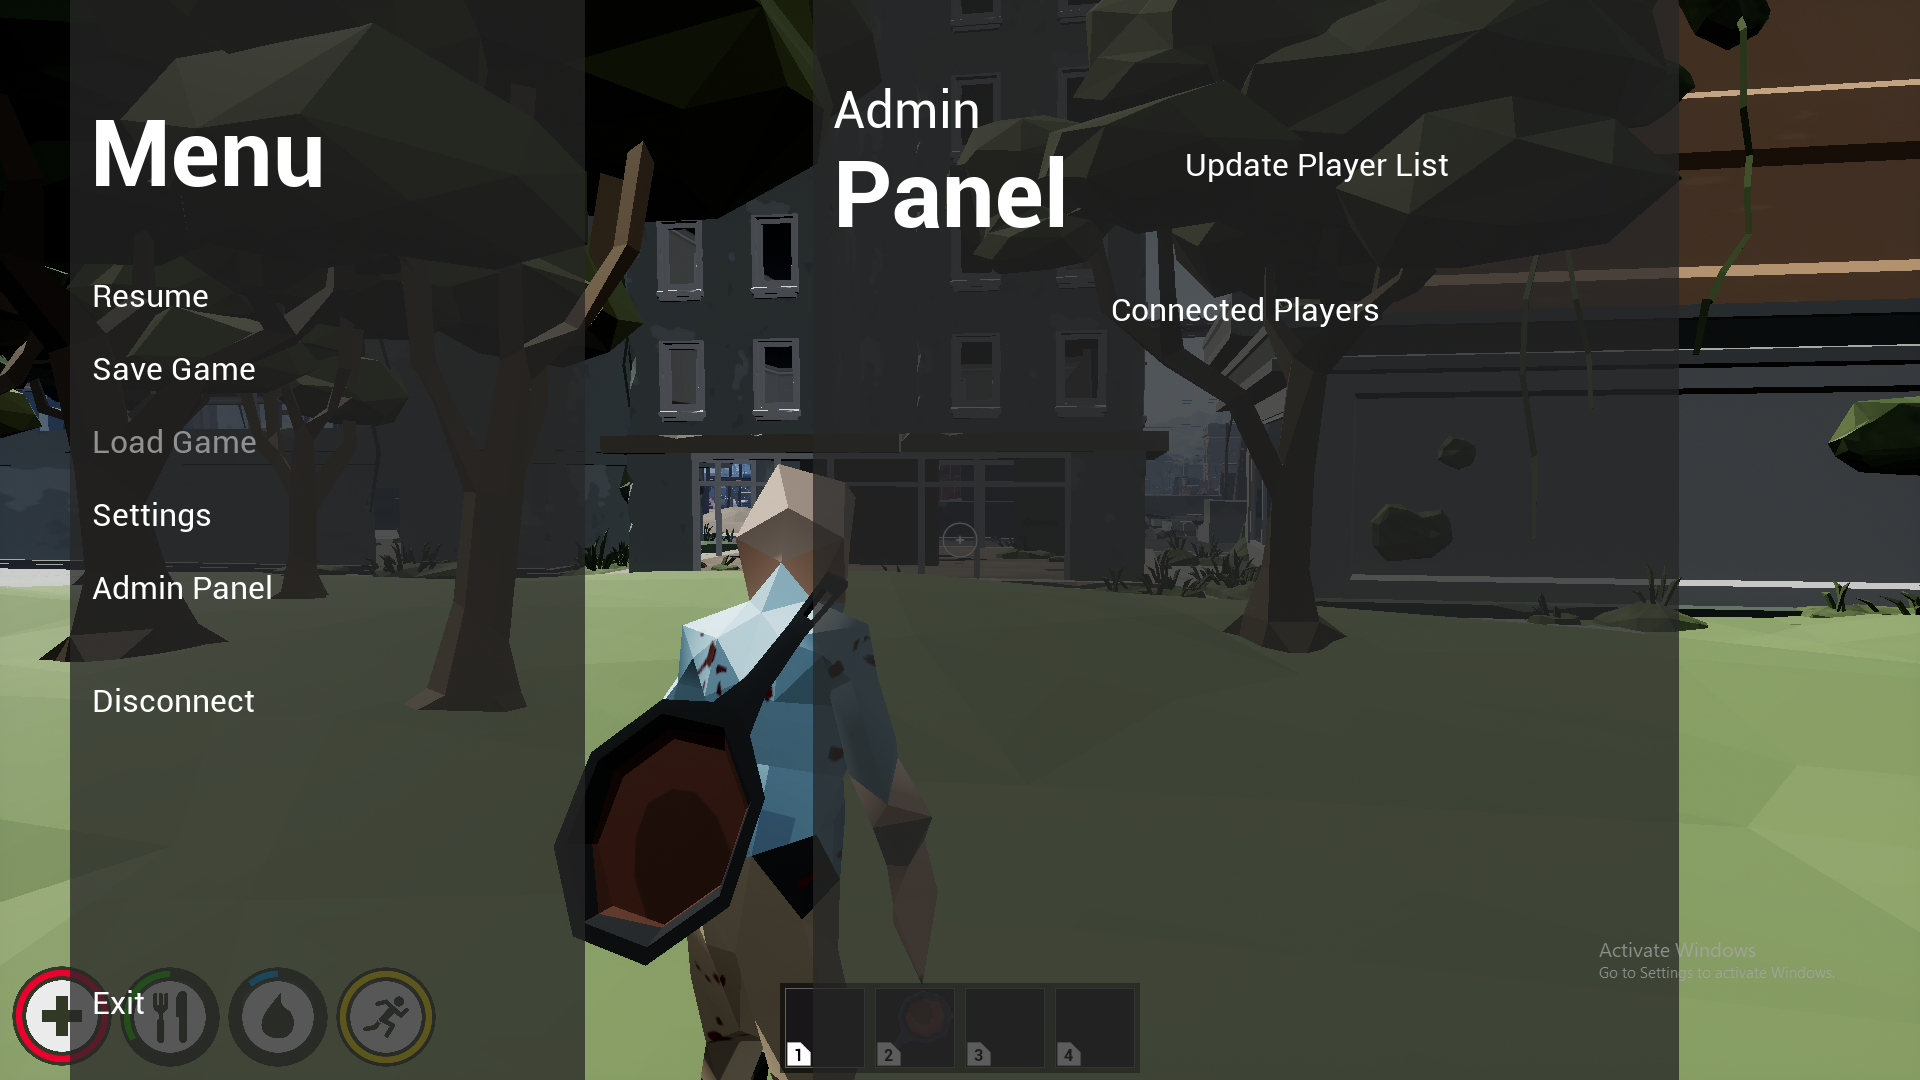 Menu
Resume
Save Game
Load Game
Settings
Admin Panel
Disconnect
Exit
Admin
Panel
Update Player List
Connected Players
1
2
3
4
Activate Windows
Go to Settings to activate Windows.